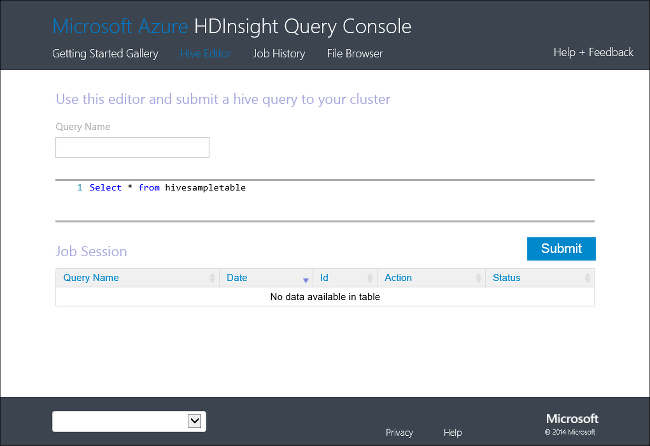 Microsoft Azure HDInsight Query Console
Getting Started Gallery Hive Editor Job History File Browser Help + Feedback
Use this editor and submit a hive query to your cluster
Query Name
1 Select * from hivesampletable
Job Session Submit
Query Name Date Id Action Status
No data available in table
Microsoft
Privacy Help © 2014 Microsoft